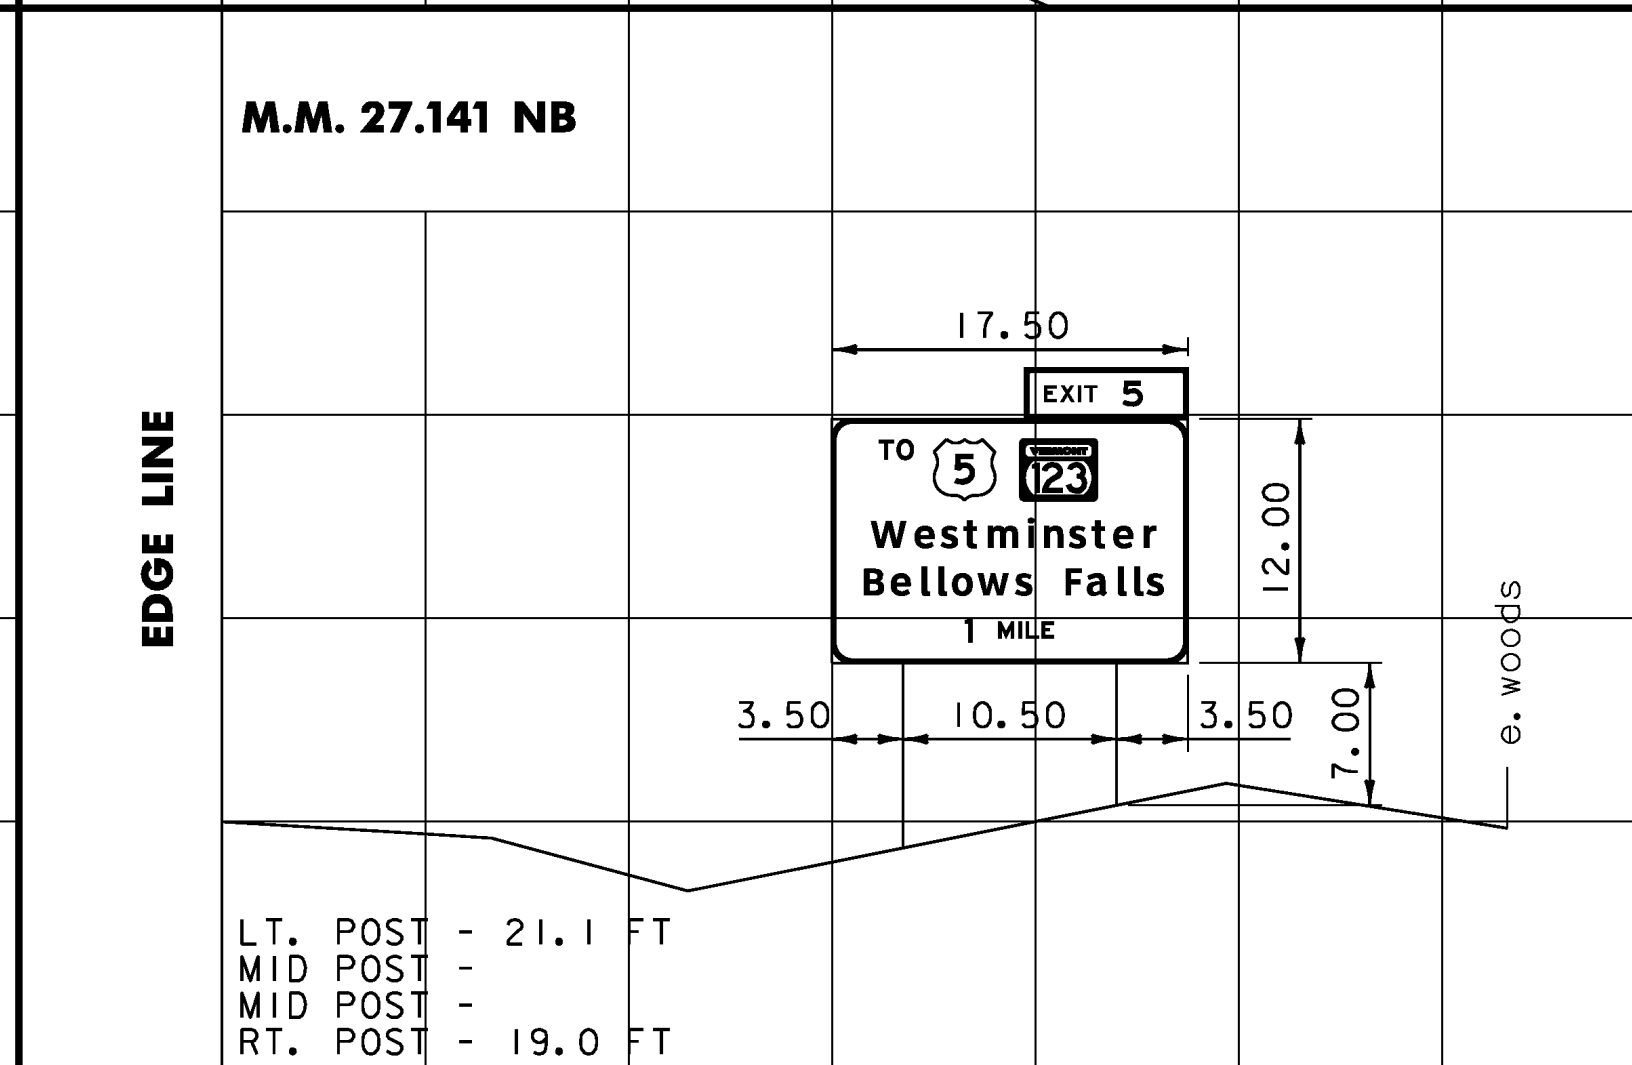 M.M. 27.141 NB
EDGE LINE
17.50
EXIT 5
TO 5 VERMONT 123
Westminster
Bellows Falls
1 MILE
12.00
3.50 10.50 3.50
7.00
e. woods
LT. POST - 21.1 FT
MID POST -
MID POST -
RT. POST - 19.0 FT